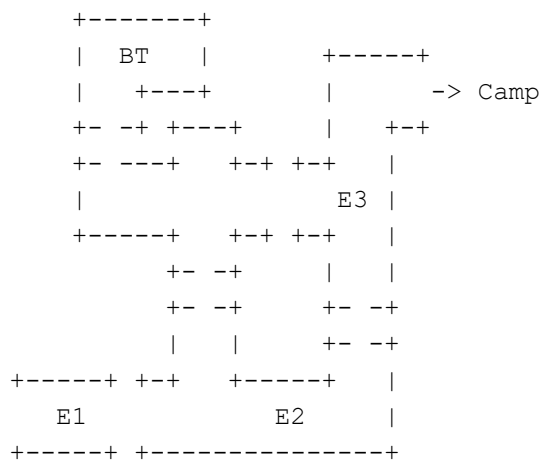 +-------+
    |  BT   |       +-----+
    |   +---+       |      -> Camp
    +- -+ +---+     |   +-+
    +- ---+   +-+ +-+   |
    |                E3 |
    +-----+   +-+ +-+   |
          +- -+     |   |
          +- -+     +- -+
          |   |     +- -+
+-----+ +-+   +-----+   |
   E1            E2     |
+-----+ +---------------+